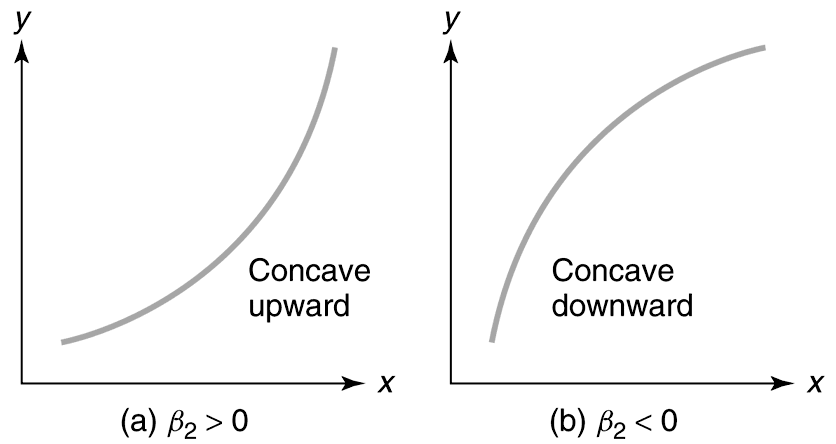 y
Concave
upward
x
(a) β₂ > 0
y
Concave
downward
x
(b) β₂ < 0